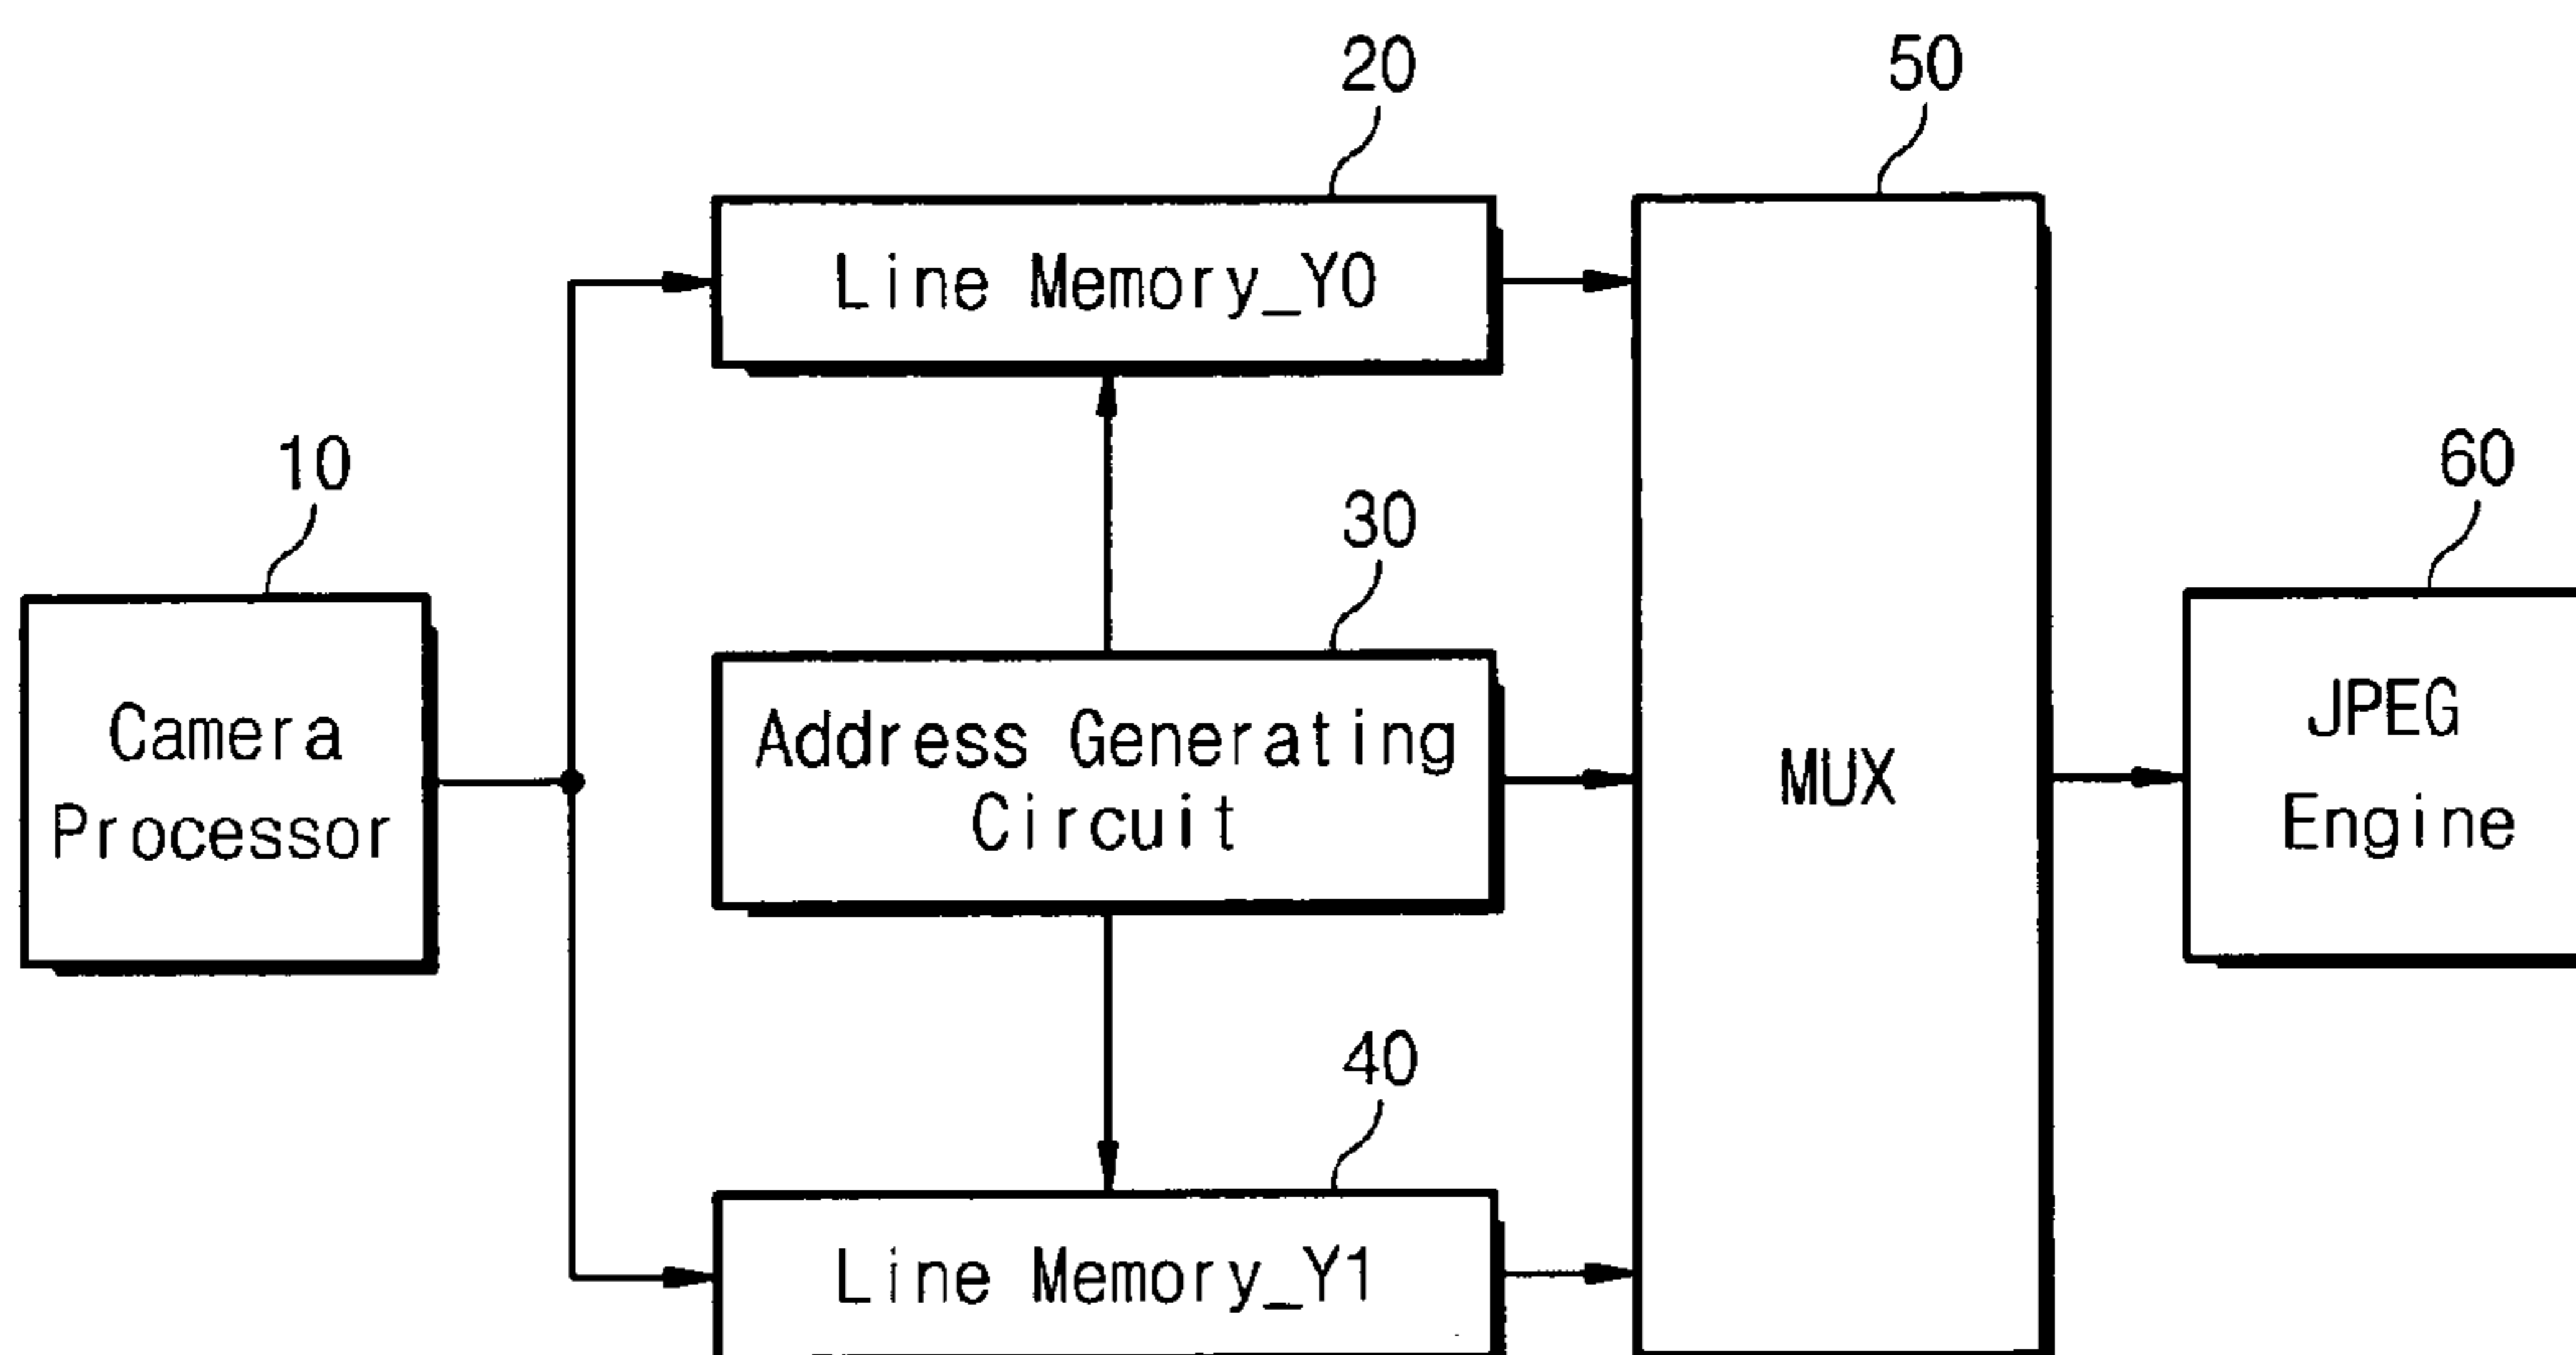 20
50
Line Memory_Y0
10
30
60
Camera
Processor
Address Generating
Circuit
MUX
JPEG
Engine
40
Line Memory_Y1